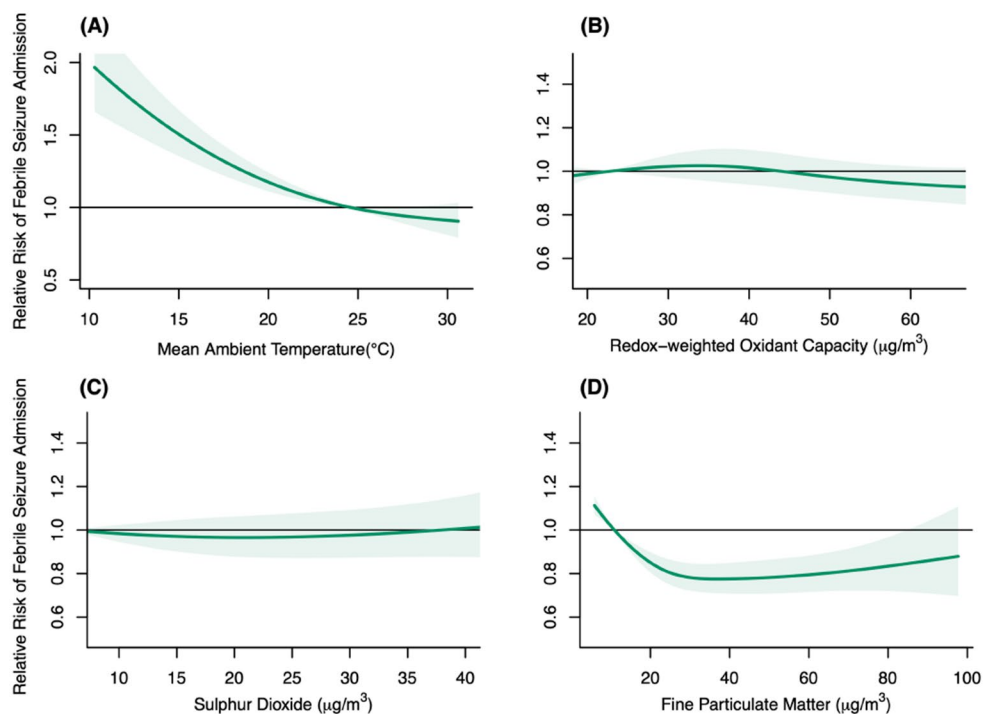 (A)
Relative Risk of Febrile Seizure Admission
2.0
1.5
1.0
0.5
10 15 20 25 30
Mean Ambient Temperature(°C)
(B)
1.4
1.2
1.0
0.8
0.6
20 30 40 50 60
Redox-weighted Oxidant Capacity (μg/m³)
(C)
Relative Risk of Febrile Seizure Admission
1.4
1.2
1.0
0.8
0.6
10 15 20 25 30 35 40
Sulphur Dioxide (μg/m³)
(D)
1.4
1.2
1.0
0.8
0.6
20 40 60 80 100
Fine Particulate Matter (μg/m³)